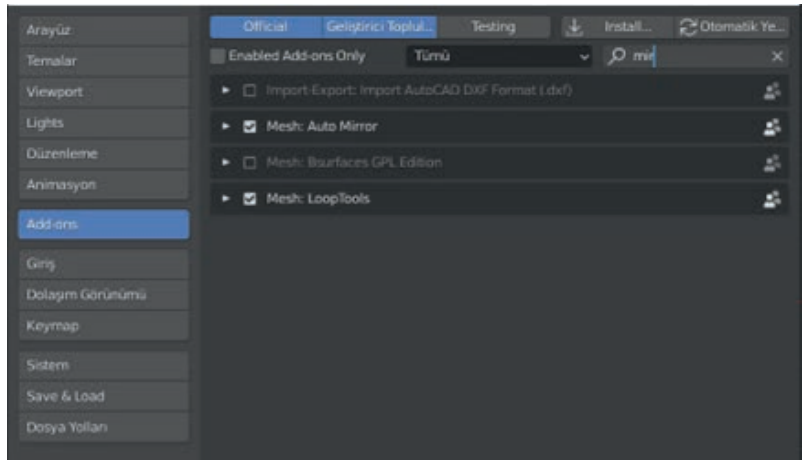 Arayüz
Temalar
Viewport
Lights
Düzenleme
Animasyon
Add-ons
Giriş
Dolaşım Görünümü
Keymap
Sistem
Save & Load
Dosya Yolları
Official
Geliştirici Toplul...
Testing
Install...
Otomatik Ye...
Enabled Add-ons Only
Tümü
mir
Import-Export: Import AutoCAD DXF Format (.dxf)
Mesh: Auto Mirror
Mesh: Bsurfaces GPL Edition
Mesh: LoopTools